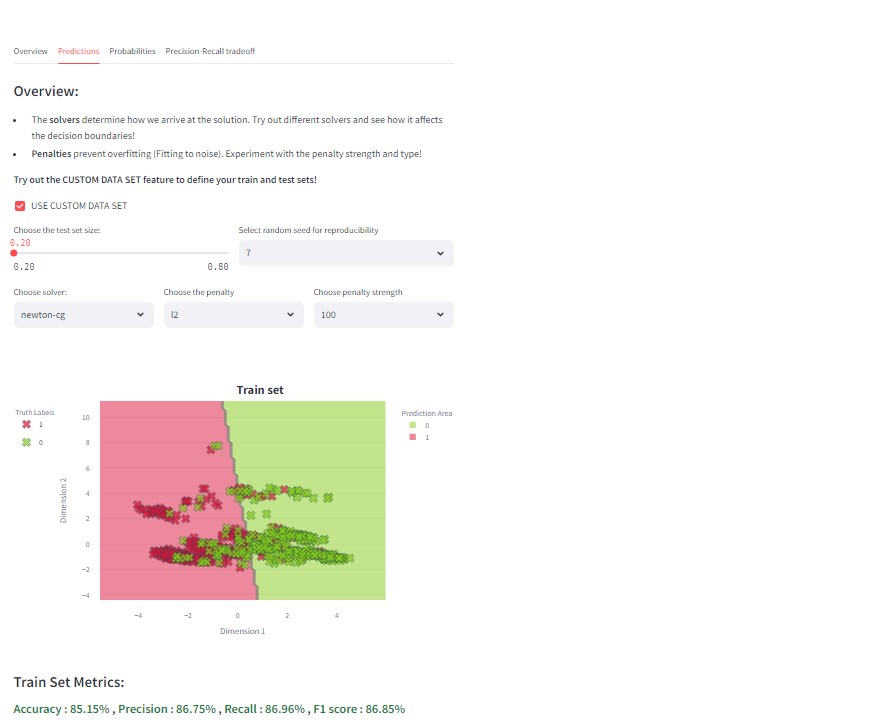 Overview Predictions Probabilities Precision-Recall tradeoff
Overview:
• The solvers determine how we arrive at the solution. Try out different solvers and see how it affects
the decision boundaries!
• Penalties prevent overfitting (Fitting to noise). Experiment with the penalty strength and type!
Try out the CUSTOM DATA SET feature to define your train and test sets!
USE CUSTOM DATA SET
Choose the test set size:
0.20
0.20 0.80
Select random seed for reproducibility
7
Choose solver: Choose the penalty Choose penalty strength
newton-cg l2 100
Train set
Truth Labels
1
0
Prediction Area
0
1
10
8
6
4
2
0
−2
−4
Dimension 2
−4 −2 0 2 4
Dimension 1
Train Set Metrics:
Accuracy : 85.15% , Precision : 86.75% , Recall : 86.96% , F1 score : 86.85%